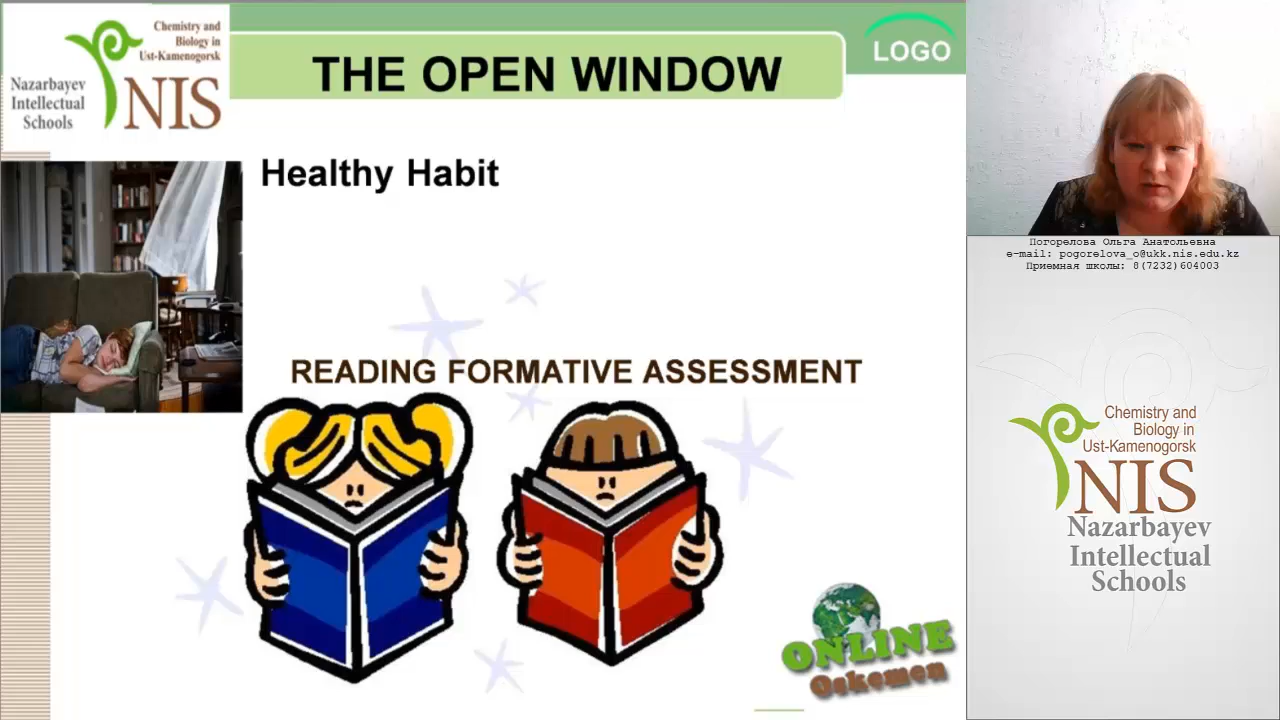 Chemistry and
Biology in
Ust-Kamenogorsk
Nazarbayev
Intellectual
Schools
NIS
THE OPEN WINDOW
LOGO
Healthy Habit
READING FORMATIVE ASSESSMENT
ONLINE
Oskemen
Погорелова Ольга Анатольевна
e-mail: pogorelova_o@ukk.nis.edu.kz
Приемная школы: 8(7232)604003
Chemistry and
Biology in
Ust-Kamenogorsk
NIS
Nazarbayev
Intellectual
Schools